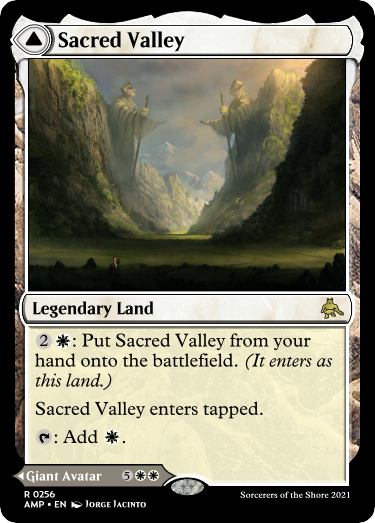 Sacred Valley
Legendary Land
2 : Put Sacred Valley from your
hand onto the battlefield. (It enters as
this land.)
Sacred Valley enters tapped.
: Add .
Giant Avatar 5
R 0256
AMP • EN Jorge Jacinto
Sorcerers of the Shore 2021